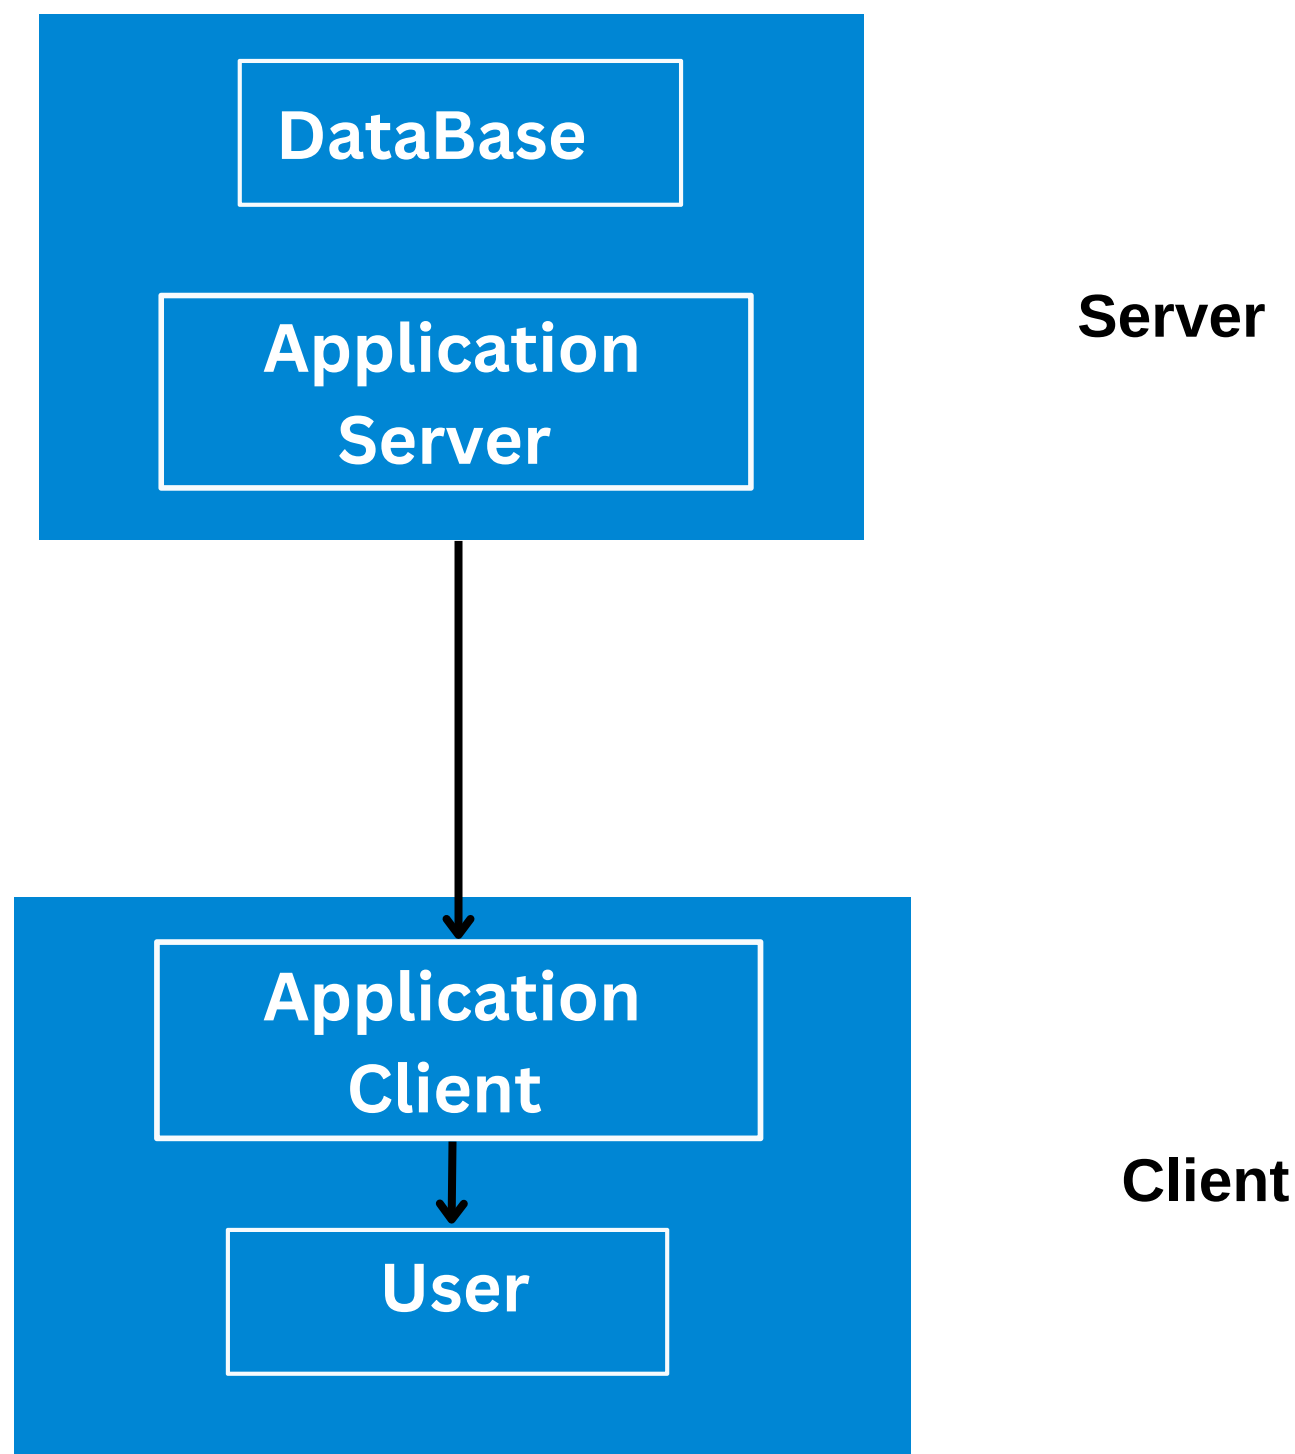 DataBase
Application
Server
Server
Application
Client
Client
User